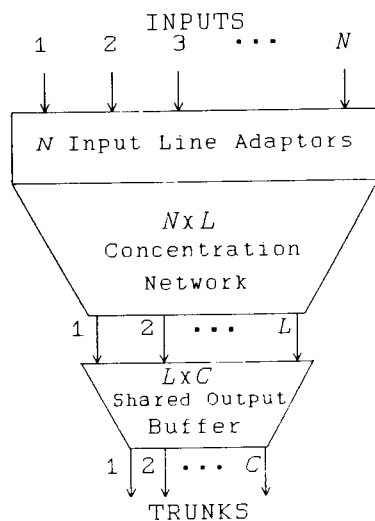 INPUTS
1 2 3 ••• N
N Input Line Adaptors
NxL
Concentration
Network
1 2 ••• L
LxC
Shared Output
Buffer
1 2 ••• C
TRUNKS